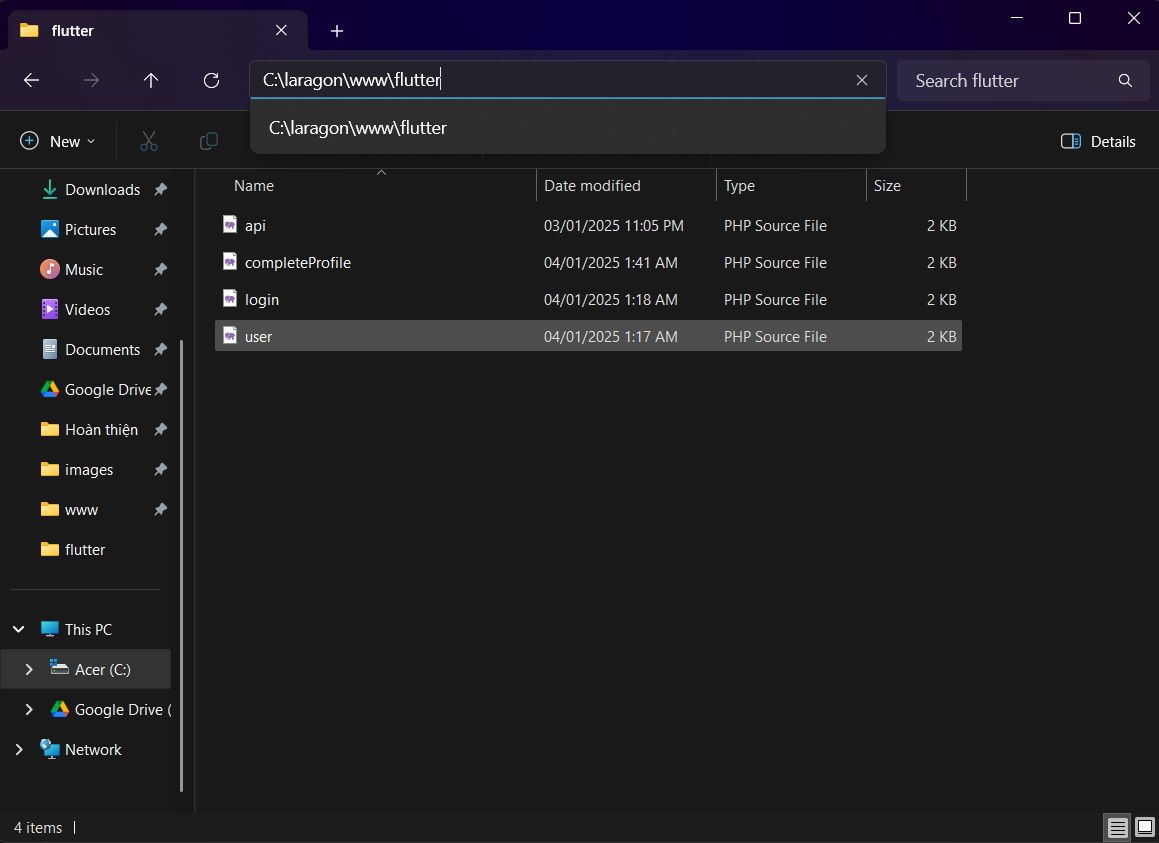 flutter
C:\laragon\www\flutter
Search flutter
C:\laragon\www\flutter
New
Details
Downloads
Pictures
Music
Videos
Documents
Google Drive
Hoàn thiện
images
www
flutter
This PC
Acer (C:)
Google Drive (
Network
Name Date modified Type Size
api 03/01/2025 11:05 PM PHP Source File 2 KB
completeProfile 04/01/2025 1:41 AM PHP Source File 2 KB
login 04/01/2025 1:18 AM PHP Source File 2 KB
user 04/01/2025 1:17 AM PHP Source File 2 KB
4 items